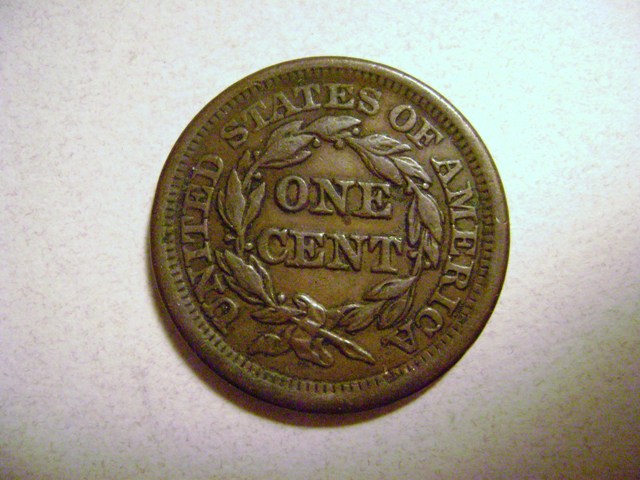 UNITED STATES OF AMERICA
ONE
CENT